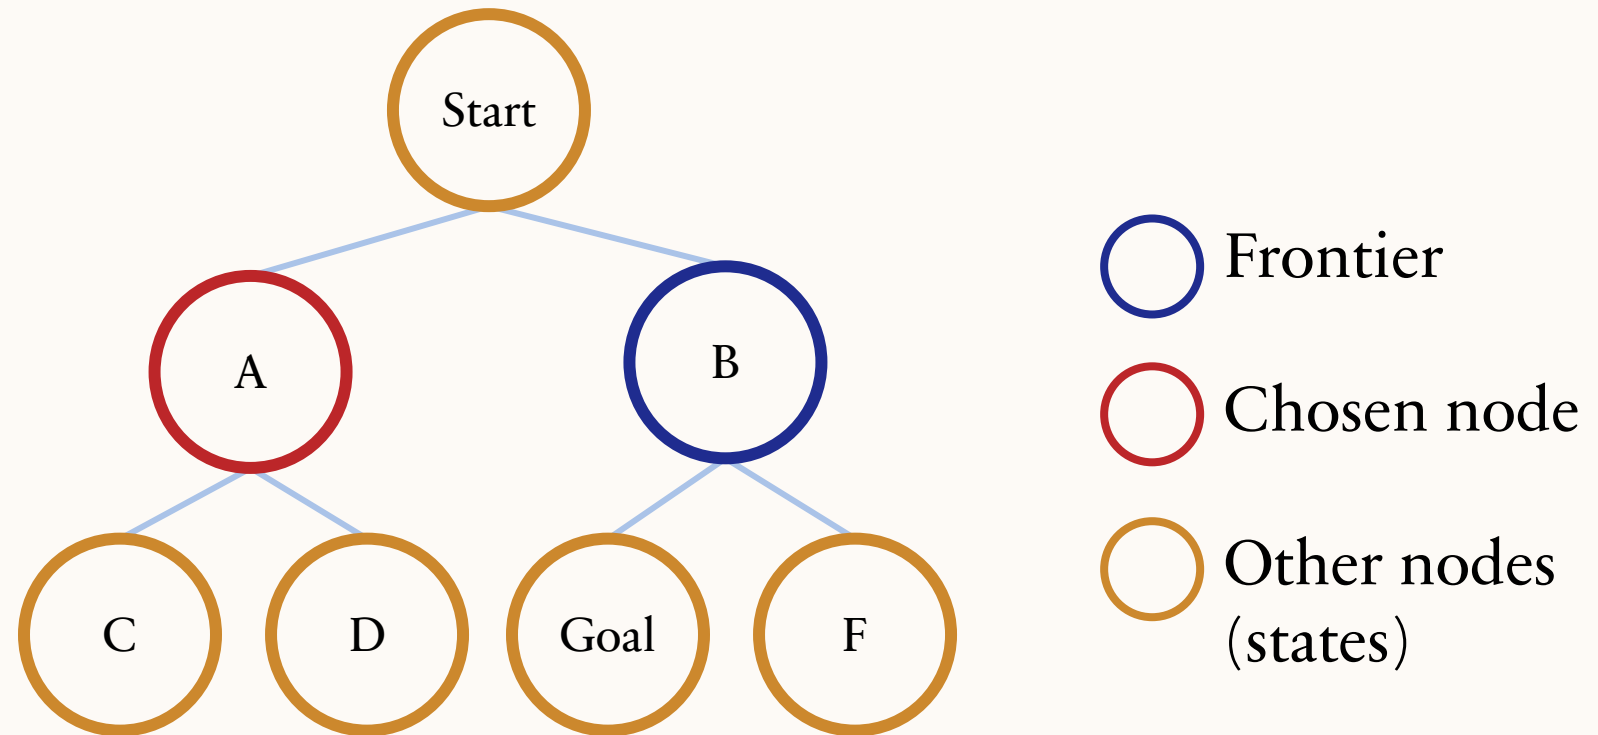 Start
A
B
C
D
Goal
F
Frontier
Chosen node
Other nodes
(states)